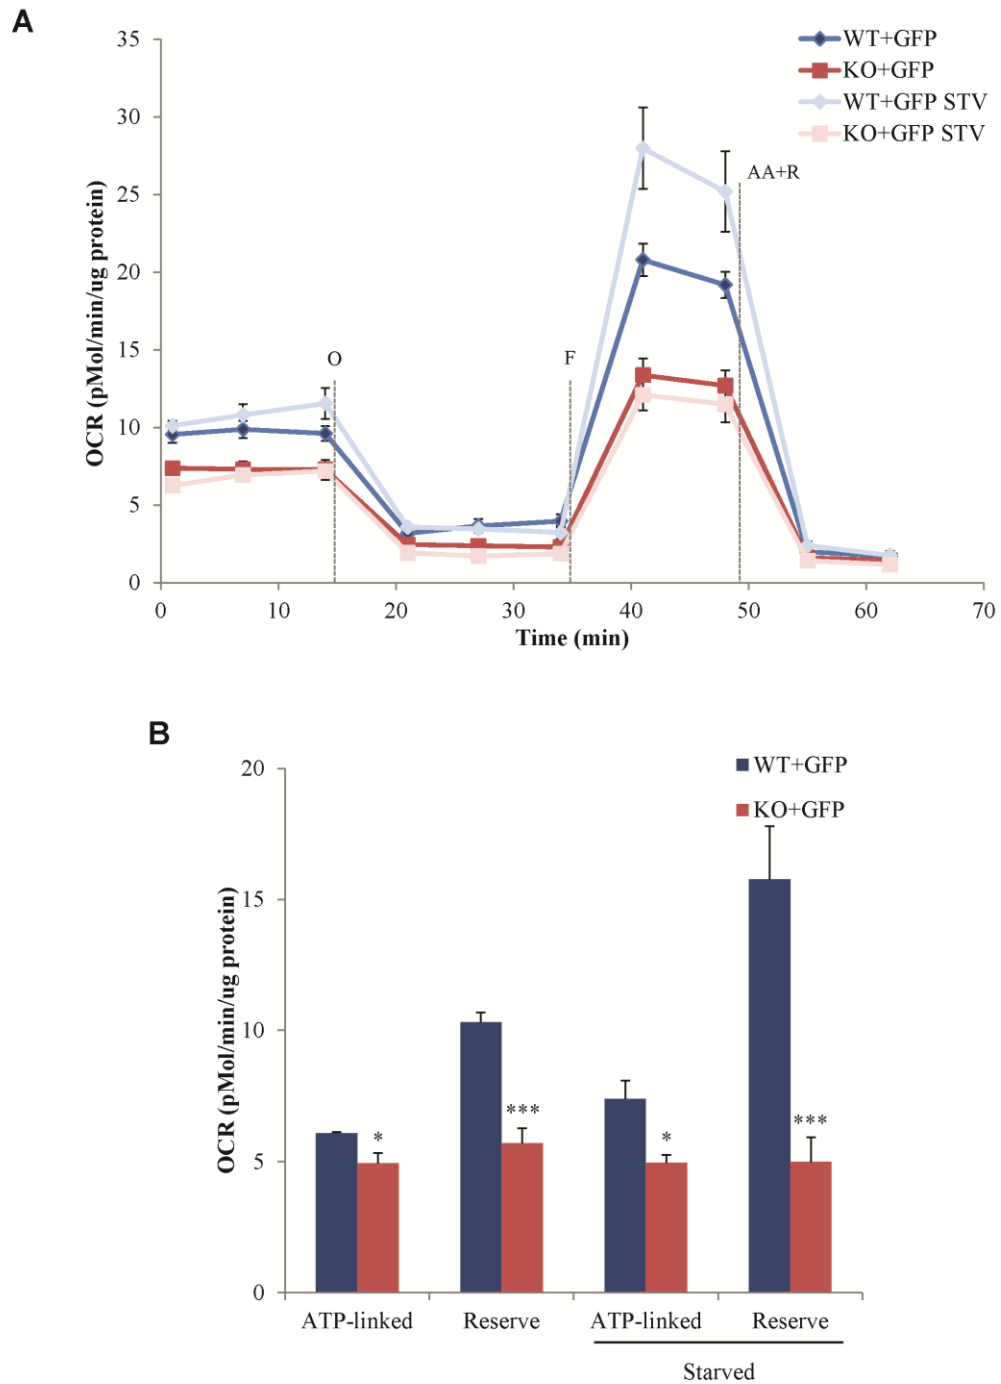 A
35
30
25
20
15
10
5
0
OCR (pMol/min/ug protein)
WT+GFP
KO+GFP
WT+GFP STV
KO+GFP STV
O
F
AA+R
0 10 20 30 40 50 60 70
Time (min)
B
20
15
10
5
0
OCR (pMol/min/ug protein)
WT+GFP
KO+GFP
*
***
*
***
ATP-linked Reserve ATP-linked Reserve
Starved